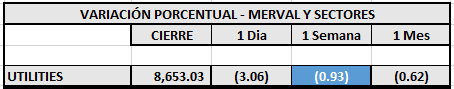 VARIACIÓN PORCENTUAL - MERVAL Y SECTORES
CIERRE 1 Dia 1 Semana 1 Mes
UTILITIES 8,653.03 (3.06) (0.93) (0.62)